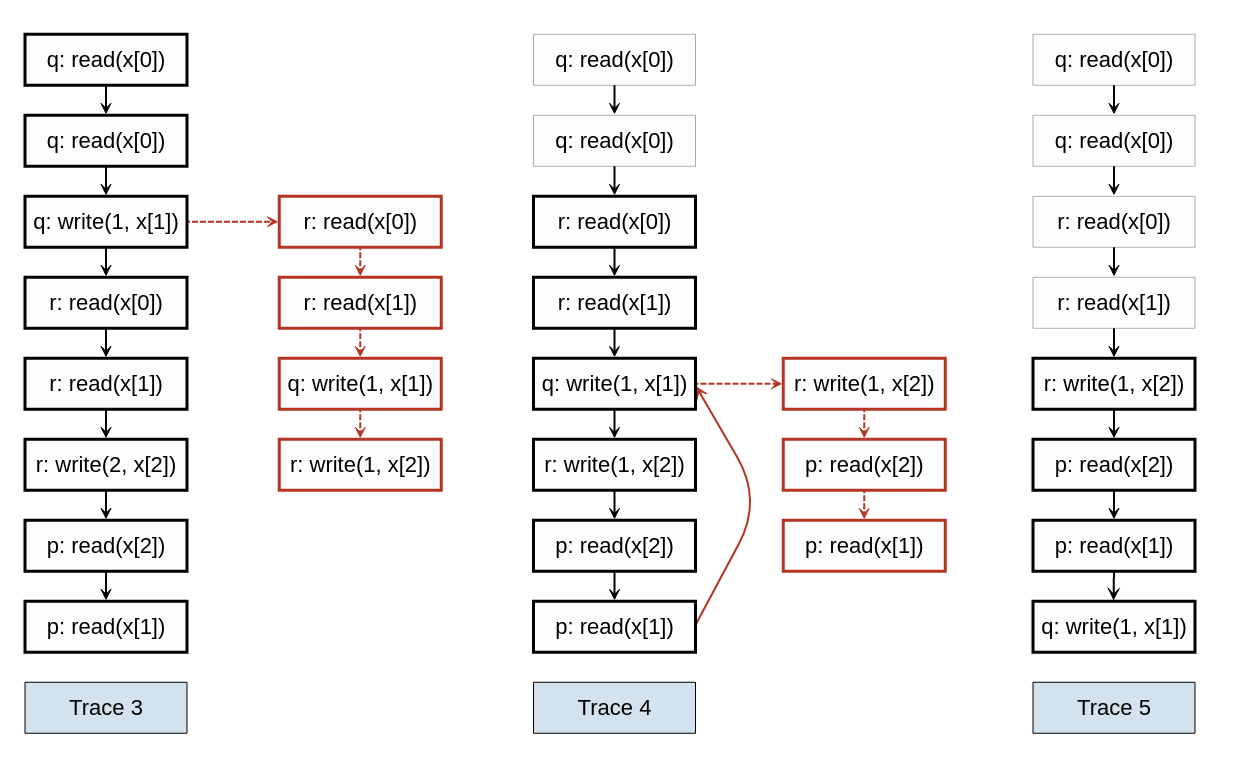 q: read(x[0])
q: read(x[0])
q: write(1, x[1])
r: read(x[0])
r: read(x[1])
r: write(2, x[2])
p: read(x[2])
p: read(x[1])
Trace 3
r: read(x[0])
r: read(x[1])
q: write(1, x[1])
r: write(1, x[2])
q: read(x[0])
q: read(x[0])
r: read(x[0])
r: read(x[1])
q: write(1, x[1])
r: write(1, x[2])
p: read(x[2])
p: read(x[1])
Trace 4
r: write(1, x[2])
p: read(x[2])
p: read(x[1])
q: read(x[0])
q: read(x[0])
r: read(x[0])
r: read(x[1])
r: write(1, x[2])
p: read(x[2])
p: read(x[1])
q: write(1, x[1])
Trace 5